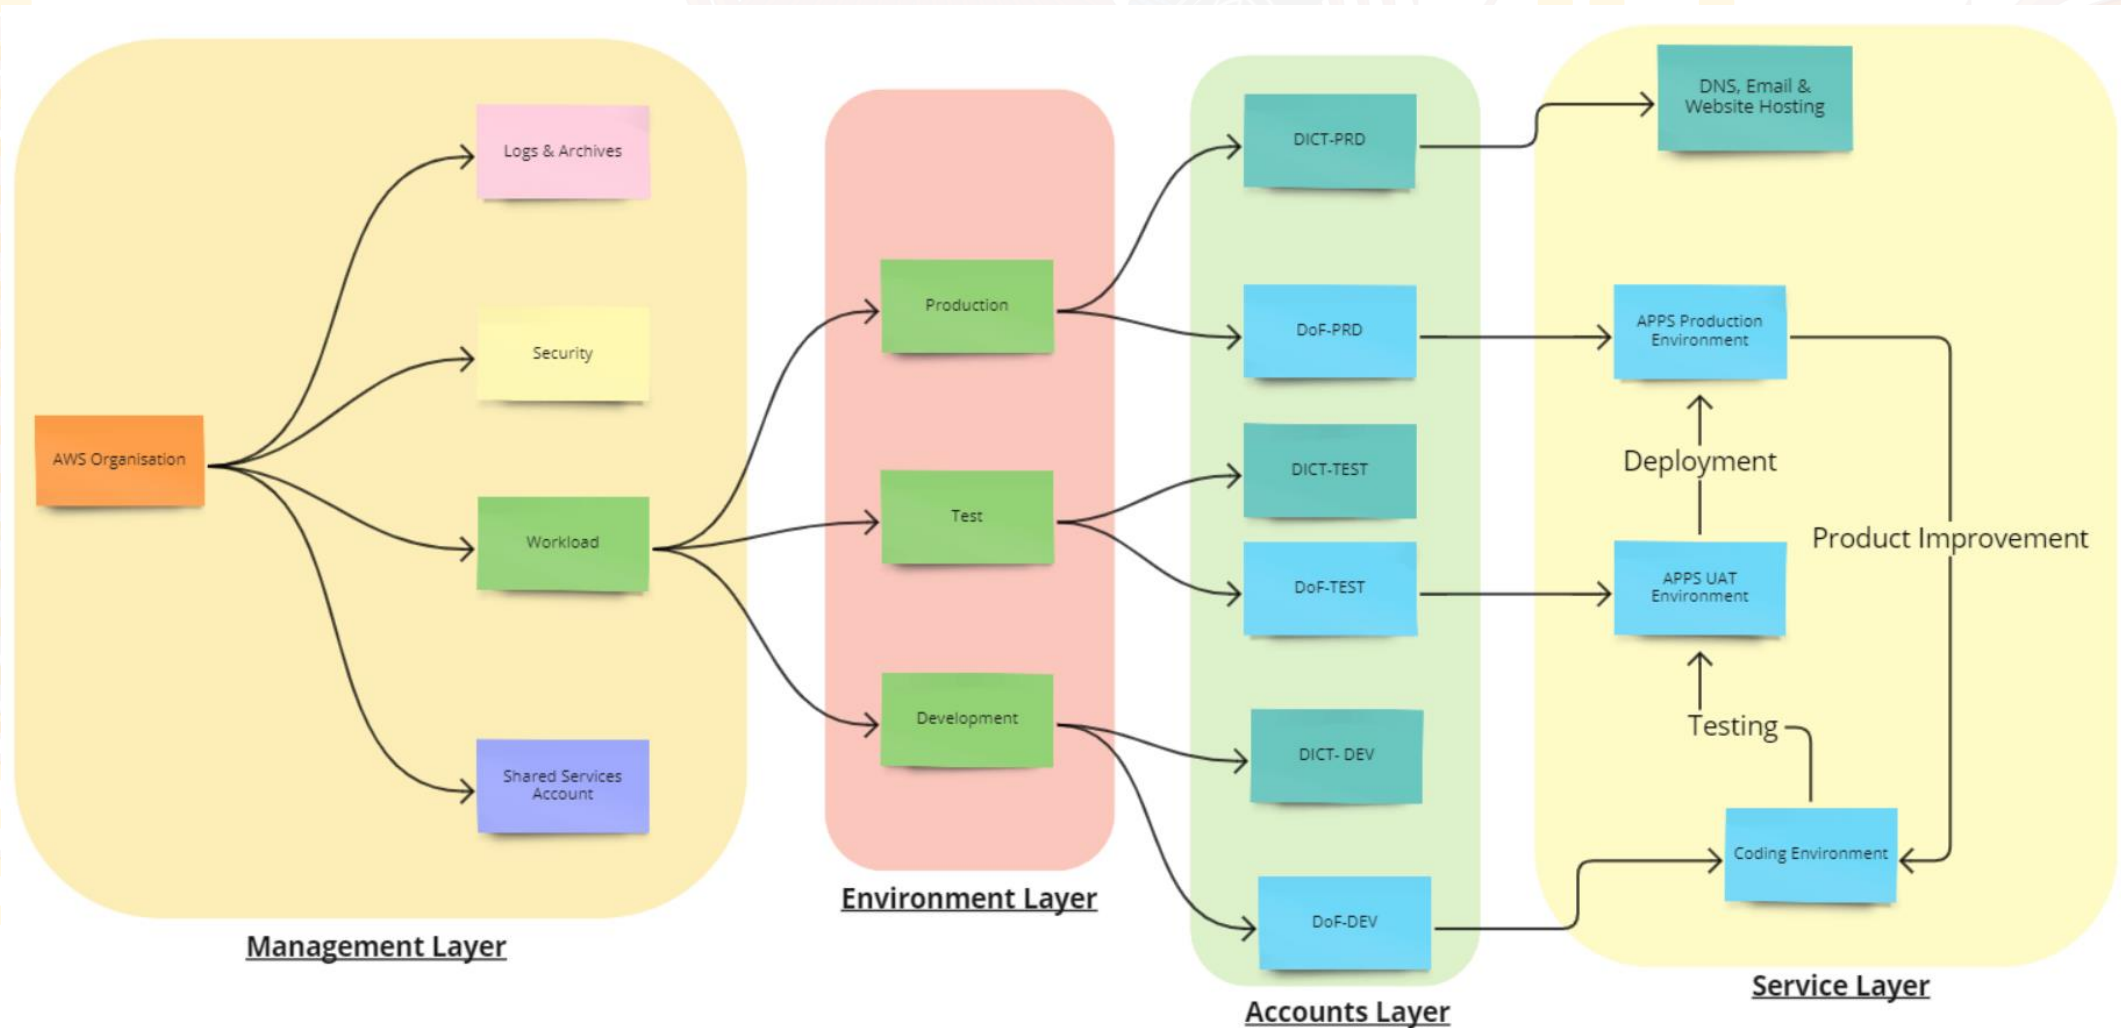 AWS Organisation
Logs & Archives
Security
Workload
Shared Services
Account
Management Layer
Production
Test
Development
Environment Layer
DICT-PRD
DoF-PRD
DICT-TEST
DoF-TEST
DICT- DEV
DoF-DEV
Accounts Layer
DNS, Email &
Website Hosting
APPS Production
Environment
Deployment
Product Improvement
APPS UAT
Environment
Testing
Coding Environment
Service Layer